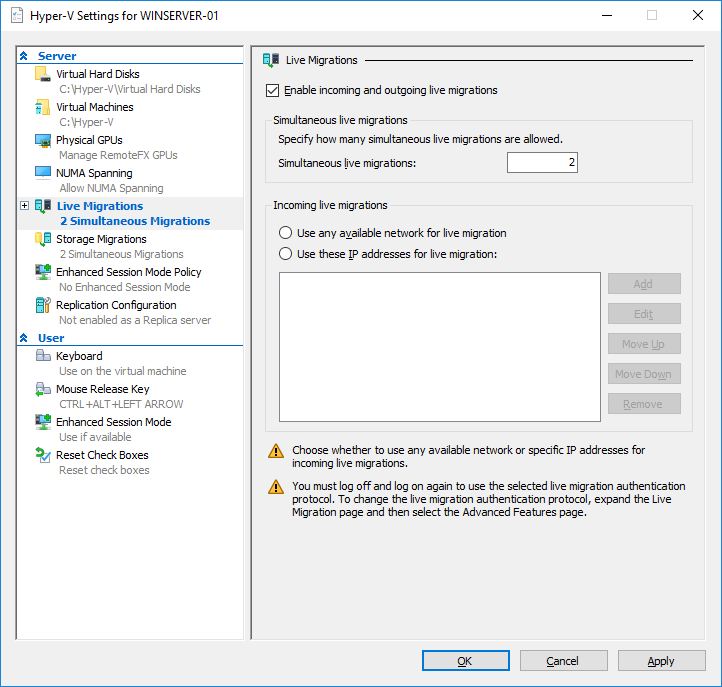 Hyper-V Settings for WINSERVER-01
Server
Virtual Hard Disks
C:\Hyper-V\Virtual Hard Disks
Virtual Machines
C:\Hyper-V
Physical GPUs
Manage RemoteFX GPUs
NUMA Spanning
Allow NUMA Spanning
Live Migrations
2 Simultaneous Migrations
Storage Migrations
2 Simultaneous Migrations
Enhanced Session Mode Policy
No Enhanced Session Mode
Replication Configuration
Not enabled as a Replica server
User
Keyboard
Use on the virtual machine
Mouse Release Key
CTRL+ALT+LEFT ARROW
Enhanced Session Mode
Use if available
Reset Check Boxes
Reset check boxes
Live Migrations
Enable incoming and outgoing live migrations
Simultaneous live migrations
Specify how many simultaneous live migrations are allowed.
Simultaneous live migrations: 2
Incoming live migrations
Use any available network for live migration
Use these IP addresses for live migration:
Add
Edit
Move Up
Move Down
Remove
Choose whether to use any available network or specific IP addresses for
incoming live migrations.
You must log off and log on again to use the selected live migration authentication
protocol. To change the live migration authentication protocol, expand the Live
Migration page and then select the Advanced Features page.
OK Cancel Apply